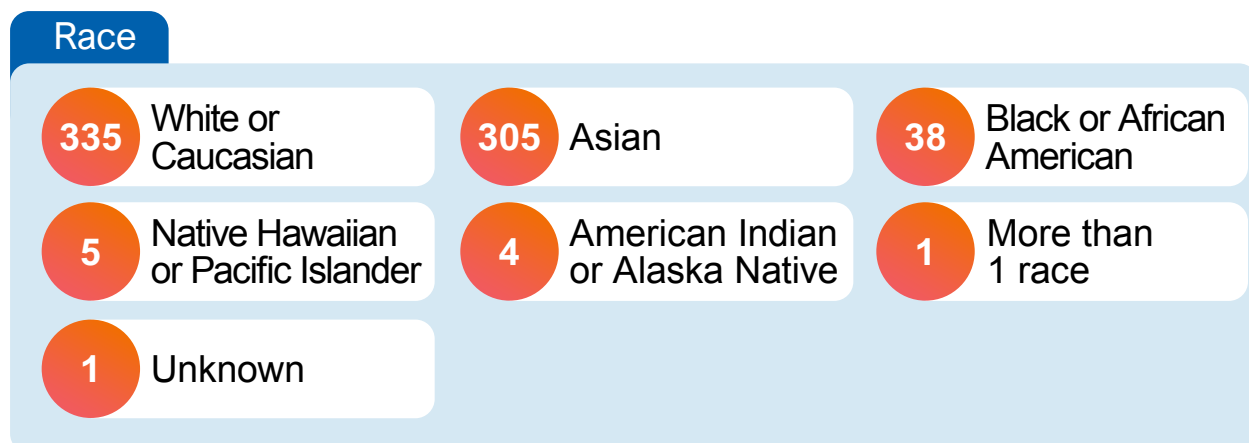 Race
335
White or
Caucasian
305
Asian
38
Black or African
American
5
Native Hawaiian
or Pacific Islander
4
American Indian
or Alaska Native
1
More than
1 race
1
Unknown